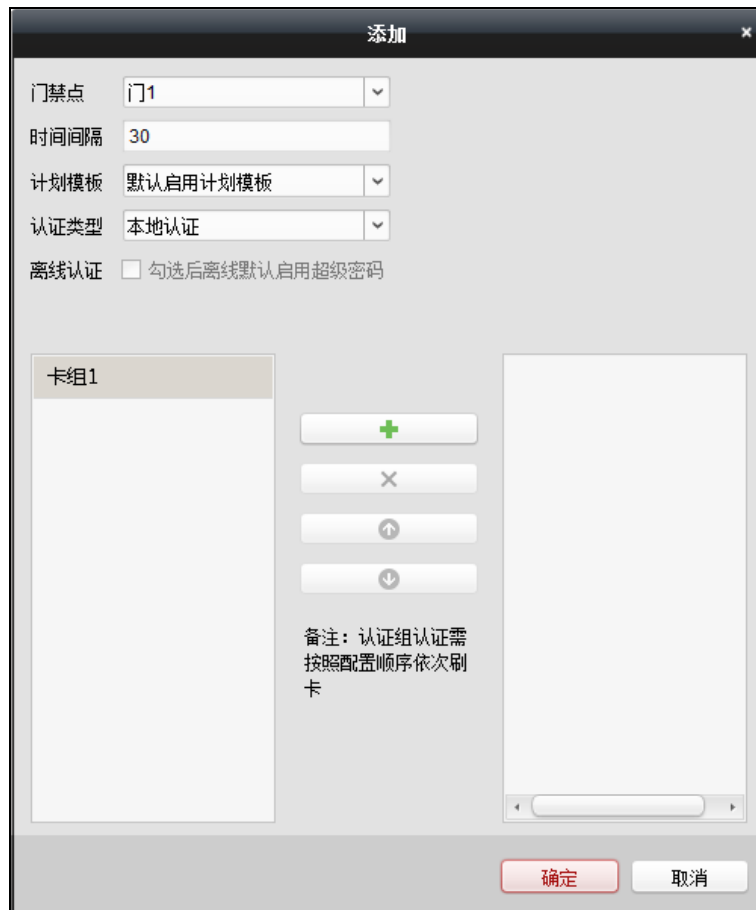 添加
门禁点 门1
时间间隔 30
计划模板 默认启用计划模板
认证类型 本地认证
离线认证 勾选后离线默认启用超级密码
卡组1
备注：认证组认证需
按照配置顺序依次刷
卡
确定 取消